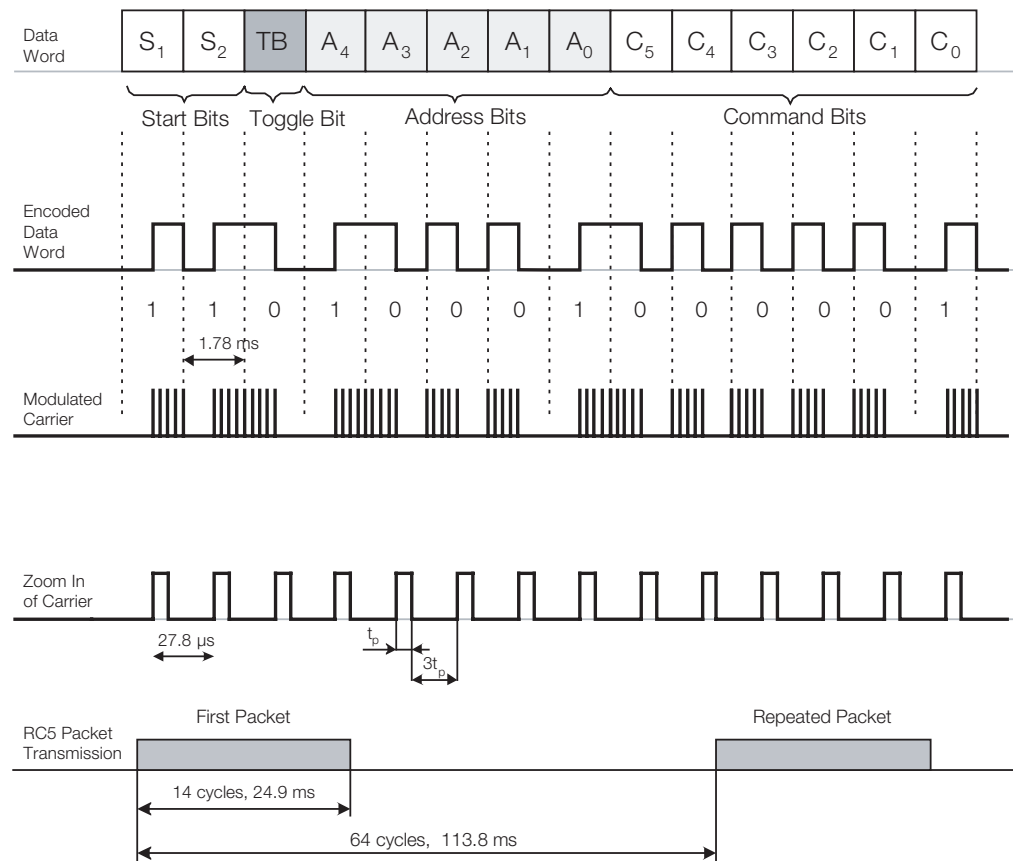 Data
Word
S₁ S₂ TB A₄ A₃ A₂ A₁ A₀ C₅ C₄ C₃ C₂ C₁ C₀
Start Bits Toggle Bit Address Bits Command Bits
Encoded
Data
Word
1 1 0 1 0 0 0 1 0 0 0 0 0 1
1.78 ms
Modulated
Carrier
Zoom In
of Carrier
27.8 µs
tₚ
3tₚ
First Packet Repeated Packet
RC5 Packet
Transmission
14 cycles, 24.9 ms
64 cycles, 113.8 ms